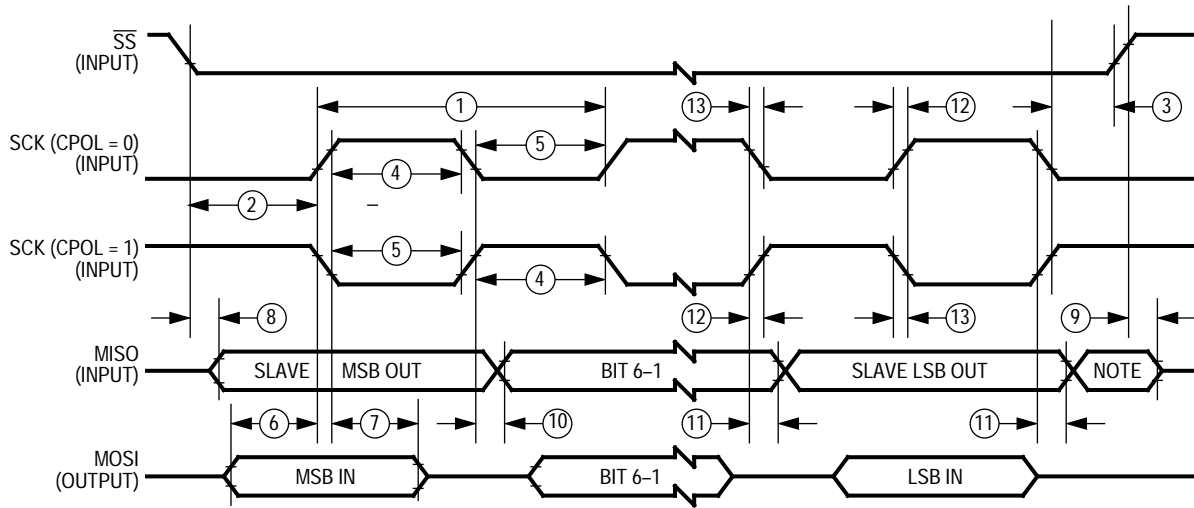 SS
(INPUT)
1
13
12
3
SCK (CPOL = 0)
(INPUT)
5
4
2
SCK (CPOL = 1)
(INPUT)
5
4
8
12
13
9
MISO
(INPUT)
SLAVE MSB OUT
BIT 6–1
SLAVE LSB OUT
NOTE
6
7
10
11
11
MOSI
(OUTPUT)
MSB IN
BIT 6–1
LSB IN